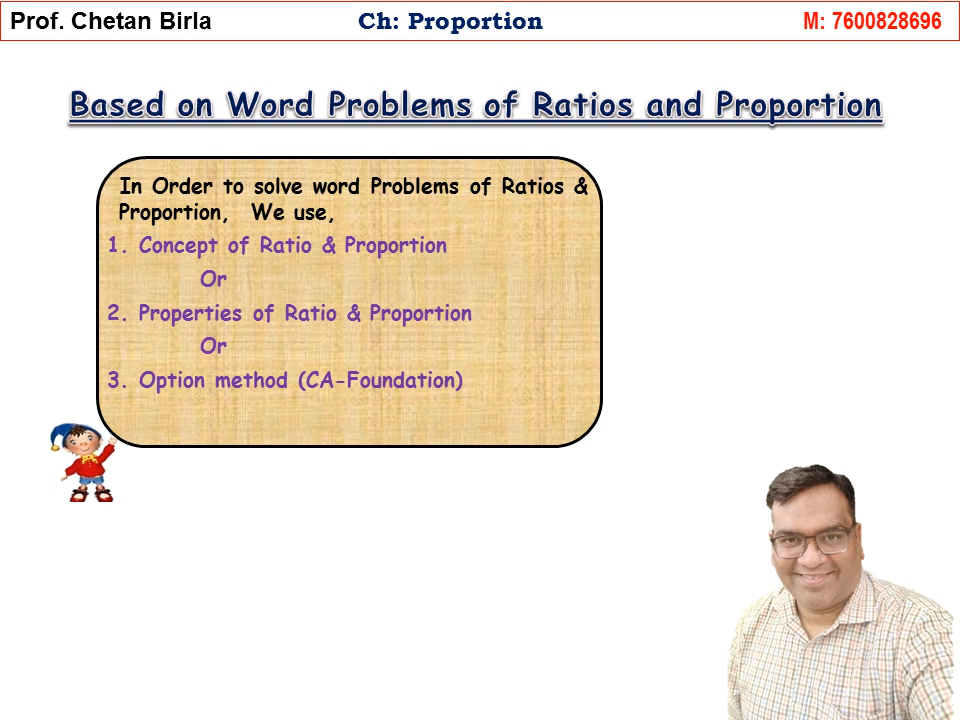 Prof. Chetan Birla Ch: Proportion M: 7600828696
Based on Word Problems of Ratios and Proportion
In Order to solve word Problems of Ratios &
Proportion, We use,
1. Concept of Ratio & Proportion
Or
2. Properties of Ratio & Proportion
Or
3. Option method (CA-Foundation)